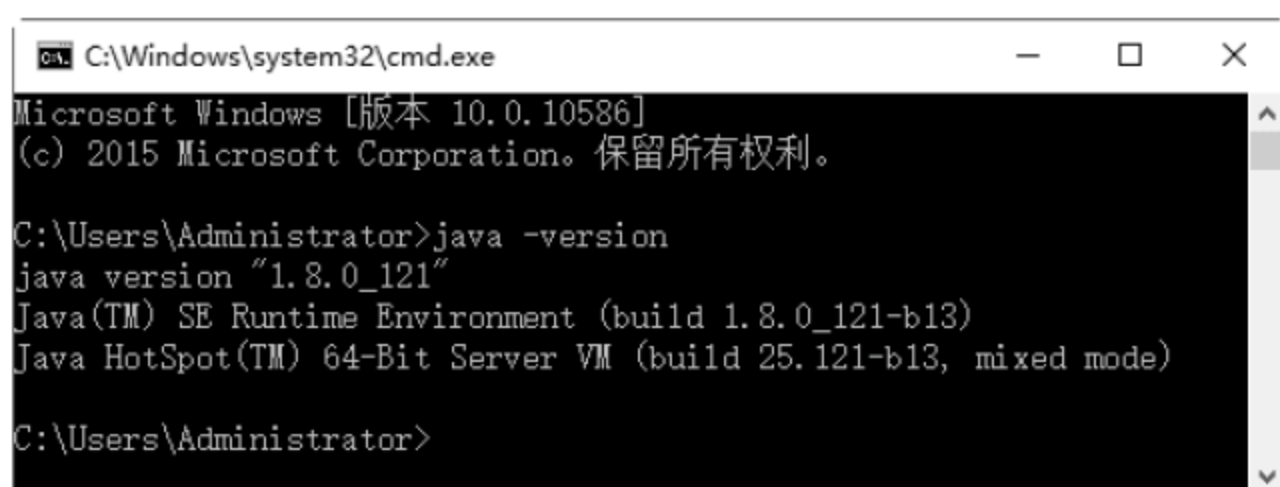 C:\Windows\system32\cmd.exe
Microsoft Windows [版本 10.0.10586]
(c) 2015 Microsoft Corporation。保留所有权利。
C:\Users\Administrator>java -version
java version "1.8.0_121"
Java(TM) SE Runtime Environment (build 1.8.0_121-b13)
Java HotSpot(TM) 64-Bit Server VM (build 25.121-b13, mixed mode)
C:\Users\Administrator>